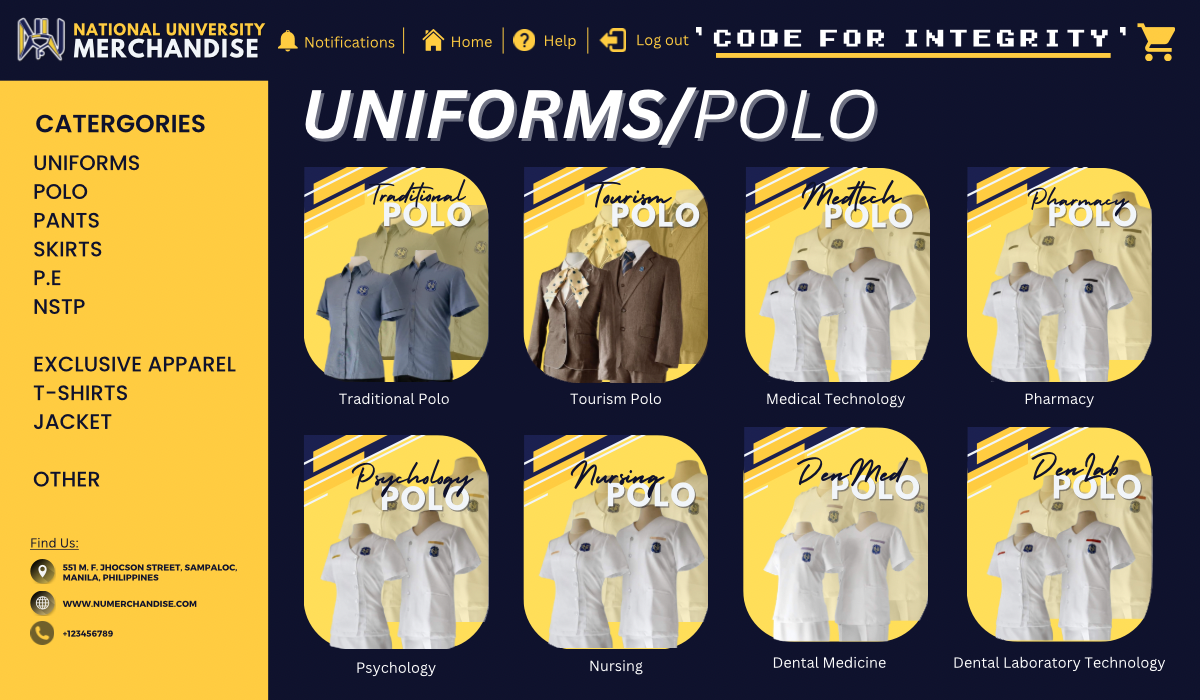 NATIONAL UNIVERSITY
MERCHANDISE
Notifications
Home
Help
Log out
'CODE FOR INTEGRITY'
CATERGORIES
UNIFORMS
POLO
PANTS
SKIRTS
P.E
NSTP
EXCLUSIVE APPAREL
T-SHIRTS
JACKET
OTHER
Find Us:
551 M. F. JHOCSON STREET, SAMPALOC,
MANILA, PHILIPPINES
WWW.NUMERCHANDISE.COM
+123456789
UNIFORMS/POLO
Traditional
POLO
Traditional Polo
Tourism
POLO
Tourism Polo
Medtech
POLO
Medical Technology
Pharmacy
POLO
Pharmacy
Psychology
POLO
Psychology
Nursing
POLO
Nursing
DenMed
POLO
Dental Medicine
DenLab
POLO
Dental Laboratory Technology